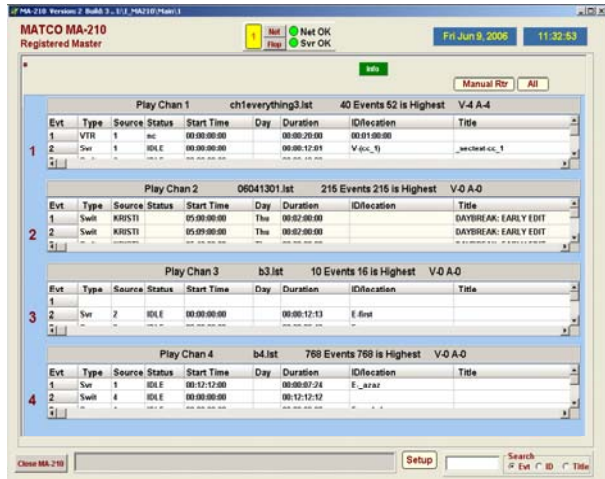 MA-210 Version: 2 Build: 3 .. \\J_MA210\Main\1
MATCO MA-210
Registered Master
1 Net Flop Net OK Svr OK
Fri Jun 9, 2006 11:32:53
Info
Manual Rtr All
Play Chan 1 ch1everything3.lst 40 Events 52 is Highest V-4 A-4
Evt Type Source Status Start Time Day Duration ID/location Title
1 VTR 1 nc 00:00:00:00 00:00:20:00 00:01:00:00
1
2 Svr 1 IDLE 00:00:00:00 00:00:12:01 V-(cc_1) _sectest-cc_1
Play Chan 2 06041301.lst 215 Events 215 is Highest V-0 A-0
Evt Type Source Status Start Time Day Duration ID/location Title
1 Swit KRISTI 05:00:00:00 Thu 00:02:00:00 DAYBREAK: EARLY EDIT
2
2 Swit KRISTI 05:09:00:00 Thu 00:02:00:00 DAYBREAK: EARLY EDIT
Play Chan 3 b3.lst 10 Events 16 is Highest V-0 A-0
Evt Type Source Status Start Time Day Duration ID/location Title
1
3
2 Svr 2 IDLE 00:00:00:00 00:00:12:13 E-first
Play Chan 4 b4.lst 768 Events 768 is Highest V-0 A-0
Evt Type Source Status Start Time Day Duration ID/location Title
1 Svr 1 IDLE 00:12:12:00 00:00:07:24 E-_azaz
4
2 Swit 4 IDLE 00:00:00:00 00:12:12:12
Close MA-210
Setup
Search
Evt ID Title